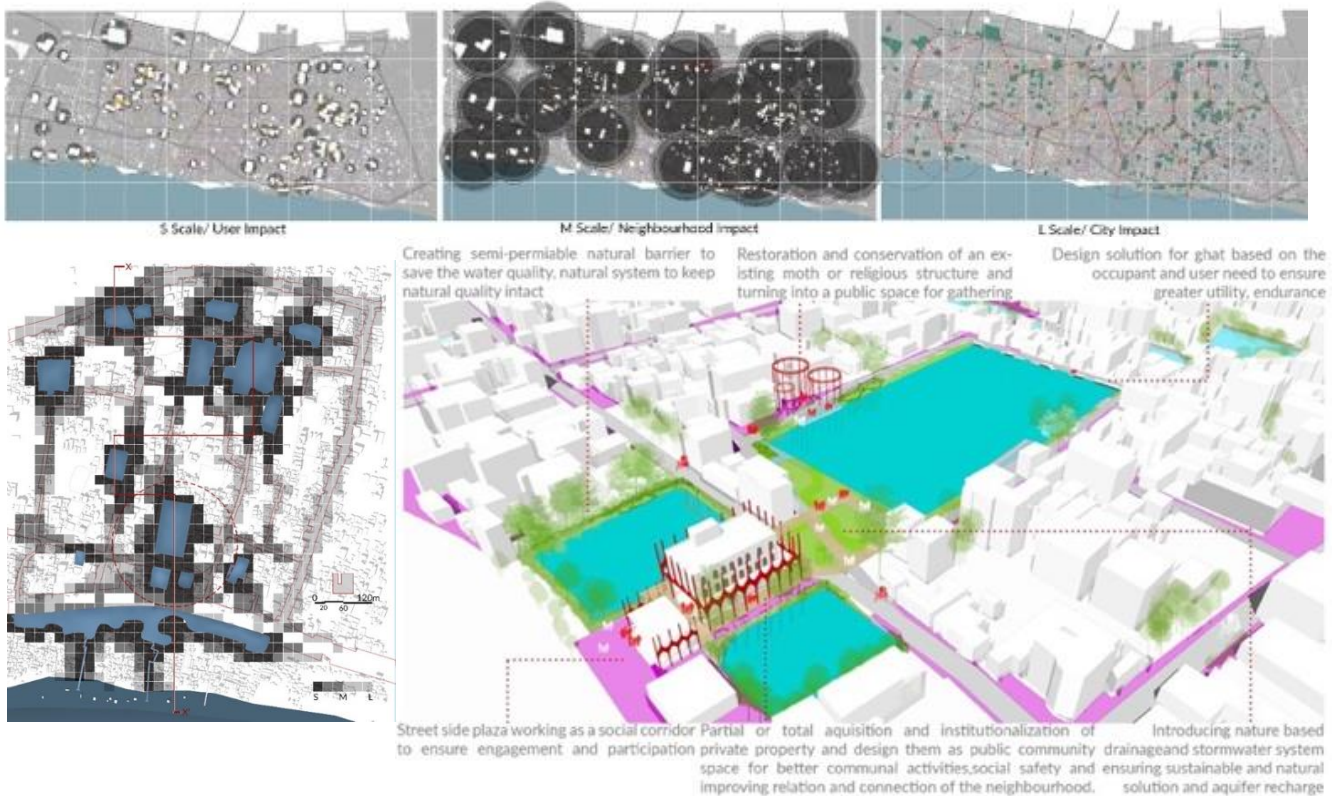 S Scale/ User Impact
M Scale/ Neighbourhood Impact
L Scale/ City Impact
Creating semi-permiable natural barrier to
save the water quality, natural system to keep
natural quality intact
Restoration and conservation of an ex-
isting moth or religious structure and
turning into a public space for gathering
Design solution for ghat based on the
occupant and user need to ensure
greater utility, endurance
X
0 120m
20 60
S M L
X'
Street side plaza working as a social corridor
to ensure engagement and participation
Partial or total aquisition and institutionalization of
private property and design them as public community
space for better communal activities,social safety and
improving relation and connection of the neighbourhood.
Introducing nature based
drainageand stormwater system
ensuring sustainable and natural
solution and aquifer recharge